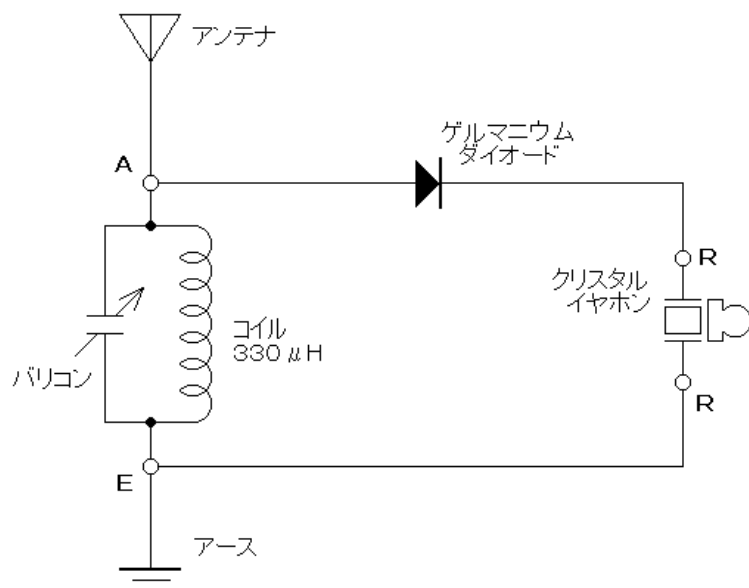 アンテナ
ゲルマニウム
ダイオード
A
R
クリスタル
イヤホン
コイル
330μH
バリコン
R
E
アース